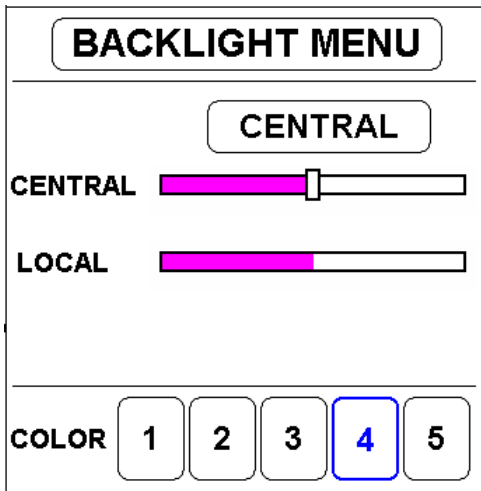 BACKLIGHT MENU
CENTRAL
CENTRAL
LOCAL
COLOR 1 2 3 4 5